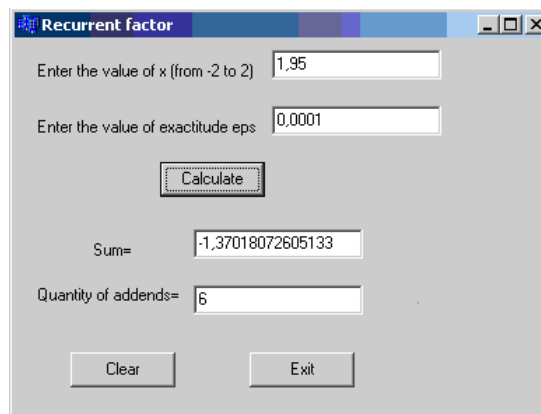 Recurrent factor
Enter the value of x (from -2 to 2) 1,95
Enter the value of exactitude eps 0,0001
Calculate
Sum= -1,37018072605133
Quantity of addends= 6
Clear Exit